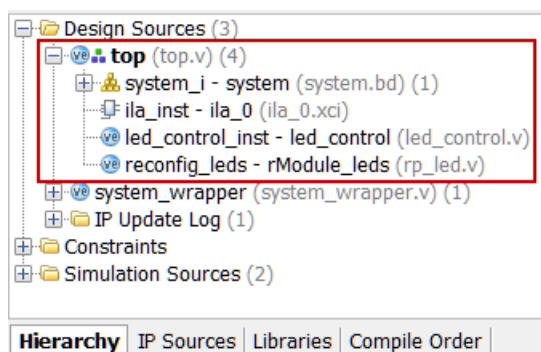 Design Sources (3)
top (top.v) (4)
system_i - system (system.bd) (1)
ila_inst - ila_0 (ila_0.xci)
led_control_inst - led_control (led_control.v)
reconfig_leds - rModule_leds (rp_led.v)
system_wrapper (system_wrapper.v) (1)
IP Update Log (1)
Constraints
Simulation Sources (2)
Hierarchy IP Sources Libraries Compile Order